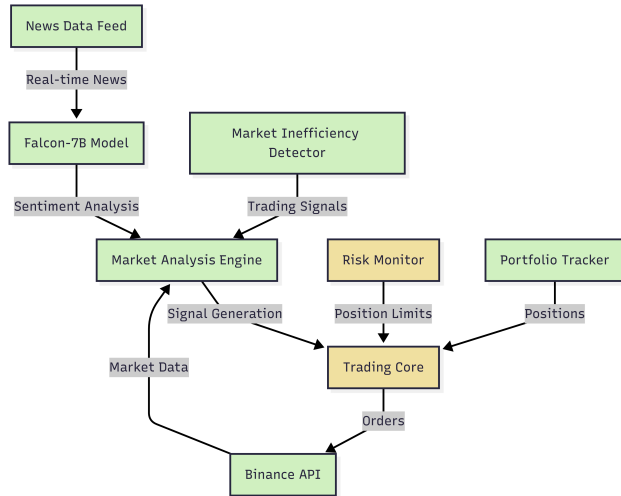 News Data Feed
Real-time News
Falcon-7B Model
Market Inefficiency
Detector
Sentiment Analysis
Trading Signals
Market Analysis Engine
Risk Monitor
Portfolio Tracker
Signal Generation
Position Limits
Positions
Market Data
Trading Core
Orders
Binance API